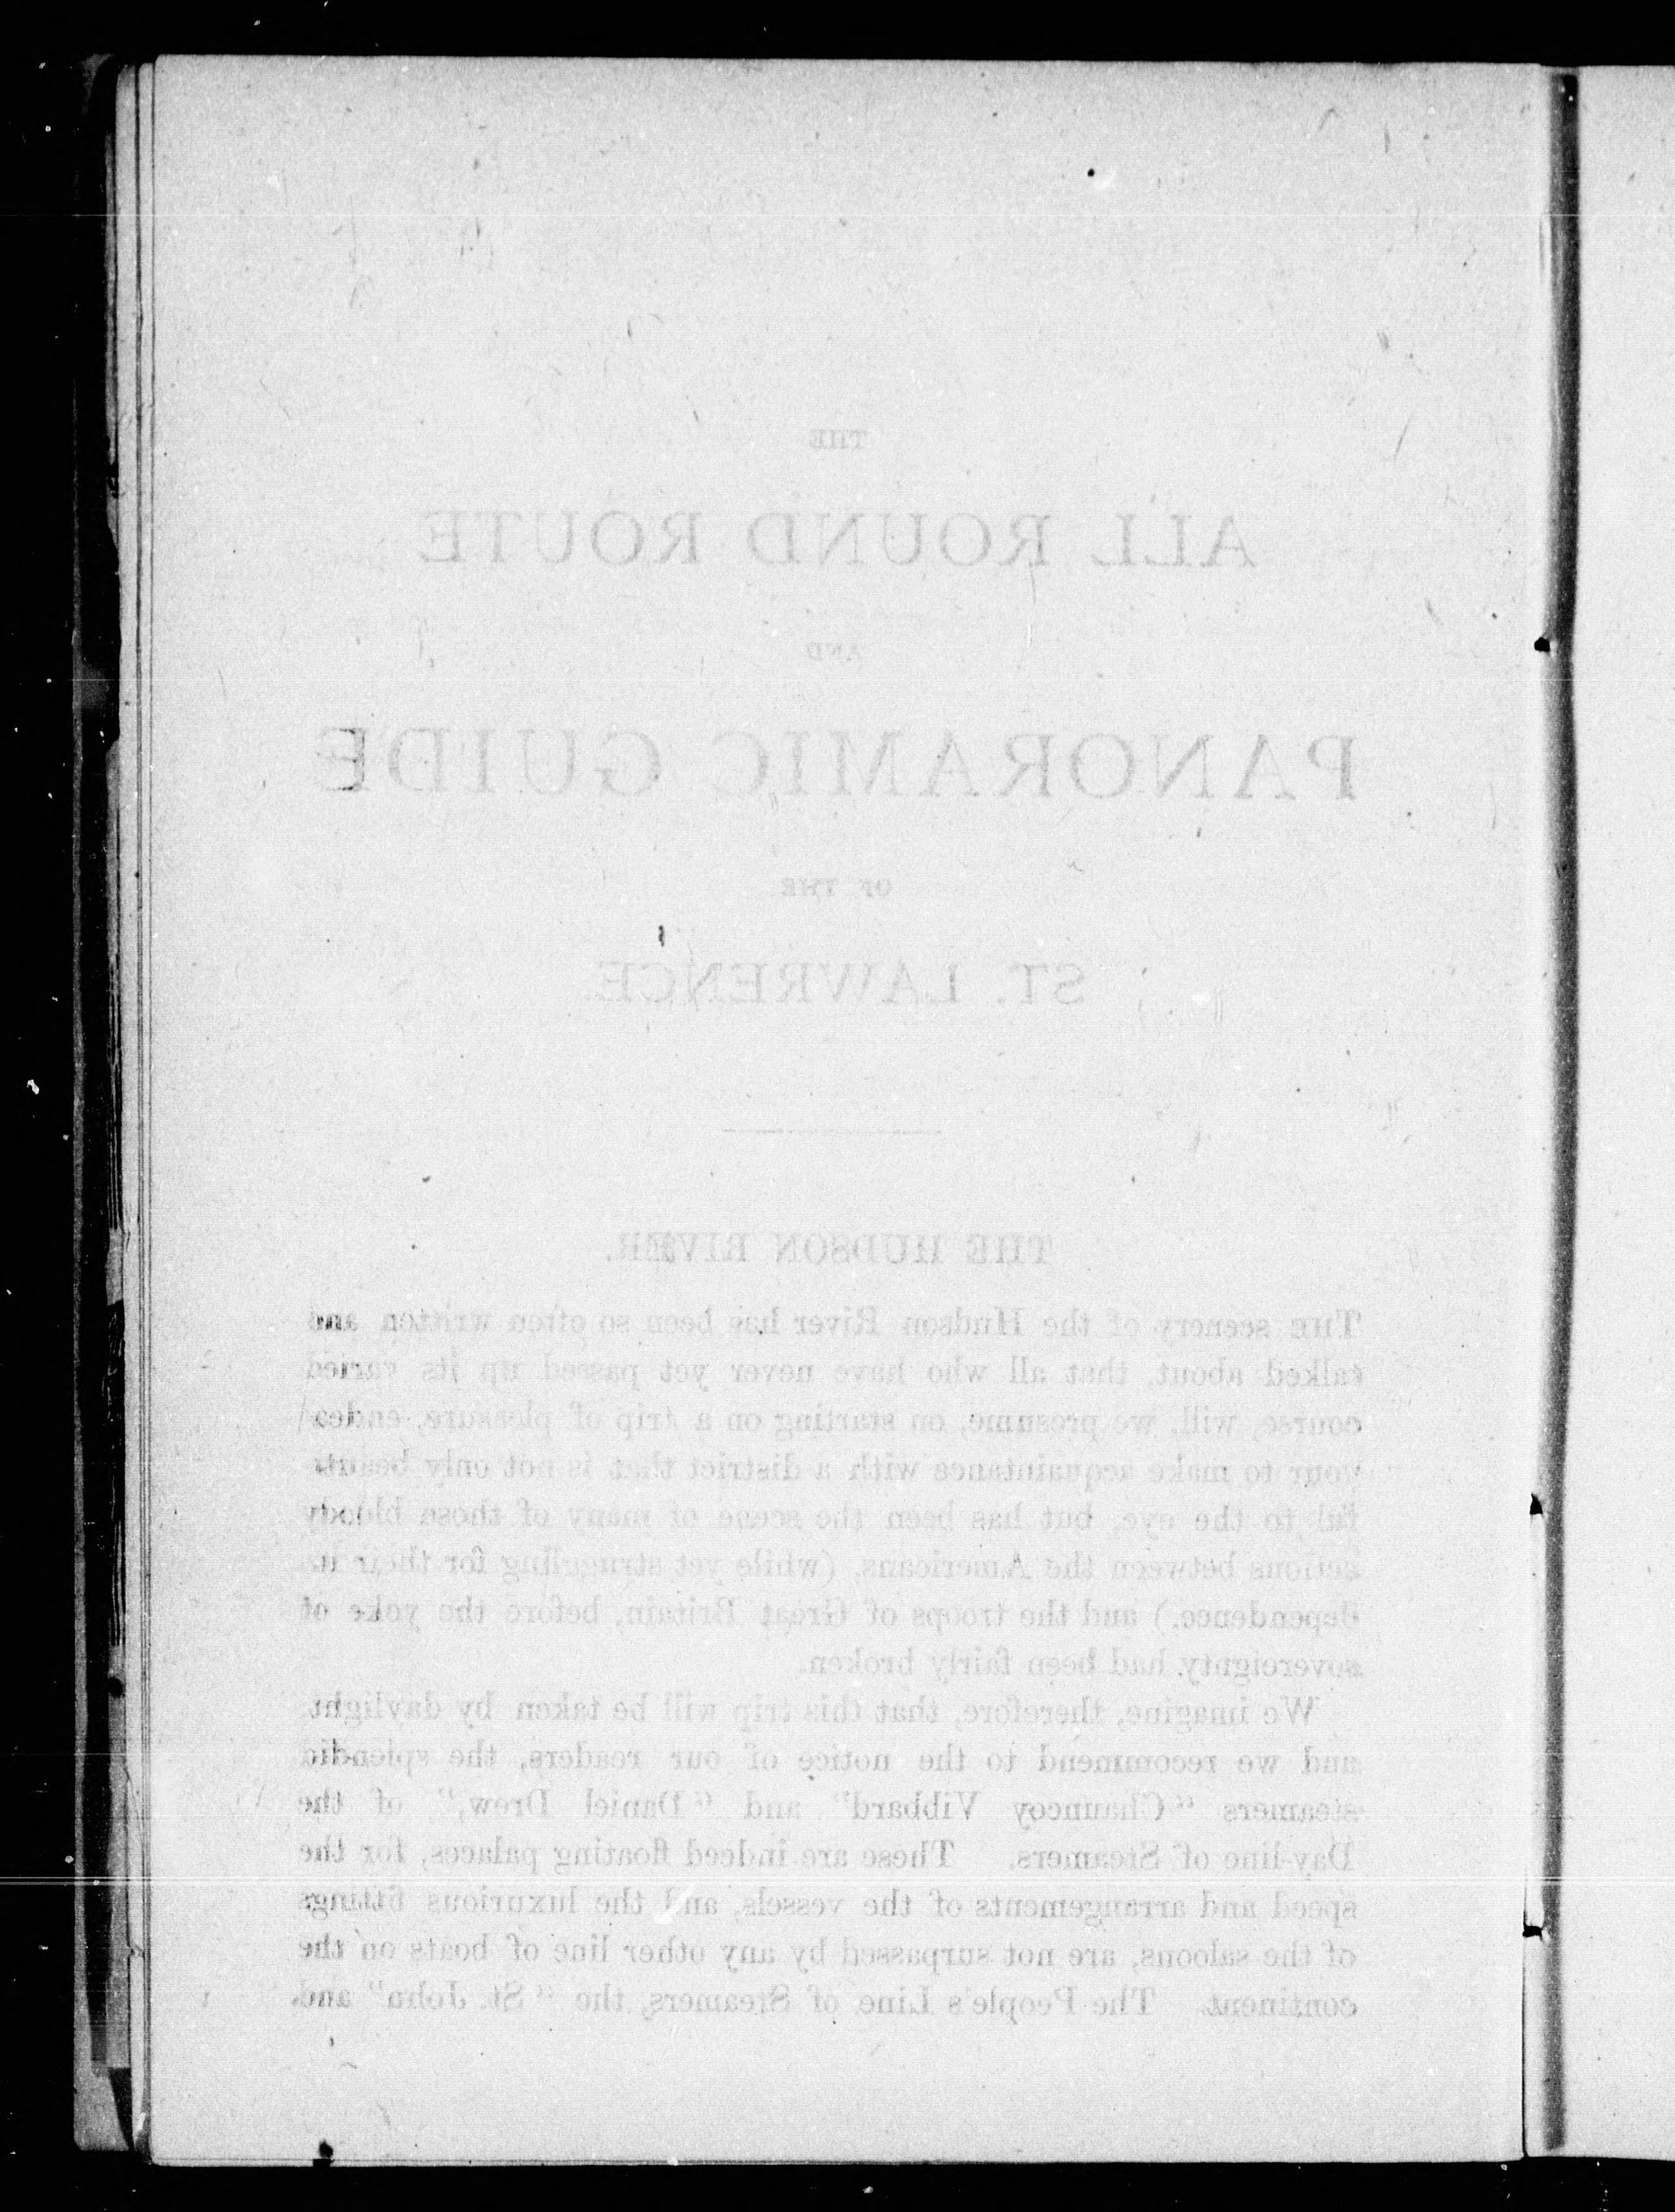 THE
ALL ROUND ROUTE
AND
PANORAMIC GUIDE
OF THE
ST. LAWRENCE.
THE HUDSON RIVER.
THE scenery of the Hudson River has been so often written and
talked about, that all who have never yet passed up its varied
course, will, we presume, on starting on a trip of pleasure, endea-
vour to make acquaintance with a district that is not only beauti-
ful to the eye, but has been the scene of many of those bloody
actions between the Americans, (while yet struggling for their in-
dependence,) and the troops of Great Britain, before the yoke of
sovereignty had been fairly broken.
We imagine, therefore, that this trip will be taken by daylight
and we recommend to the notice of our readers, the splendid
steamers "Chauncey Vibbard" and "Daniel Drew," of the
Day-line of Steamers. These are indeed floating palaces, for the
speed and arrangements of the vessels, and the luxurious fittings
of the saloons, are not surpassed by any other line of boats on the
continent. The People's Line of Steamers, the "St. John" and